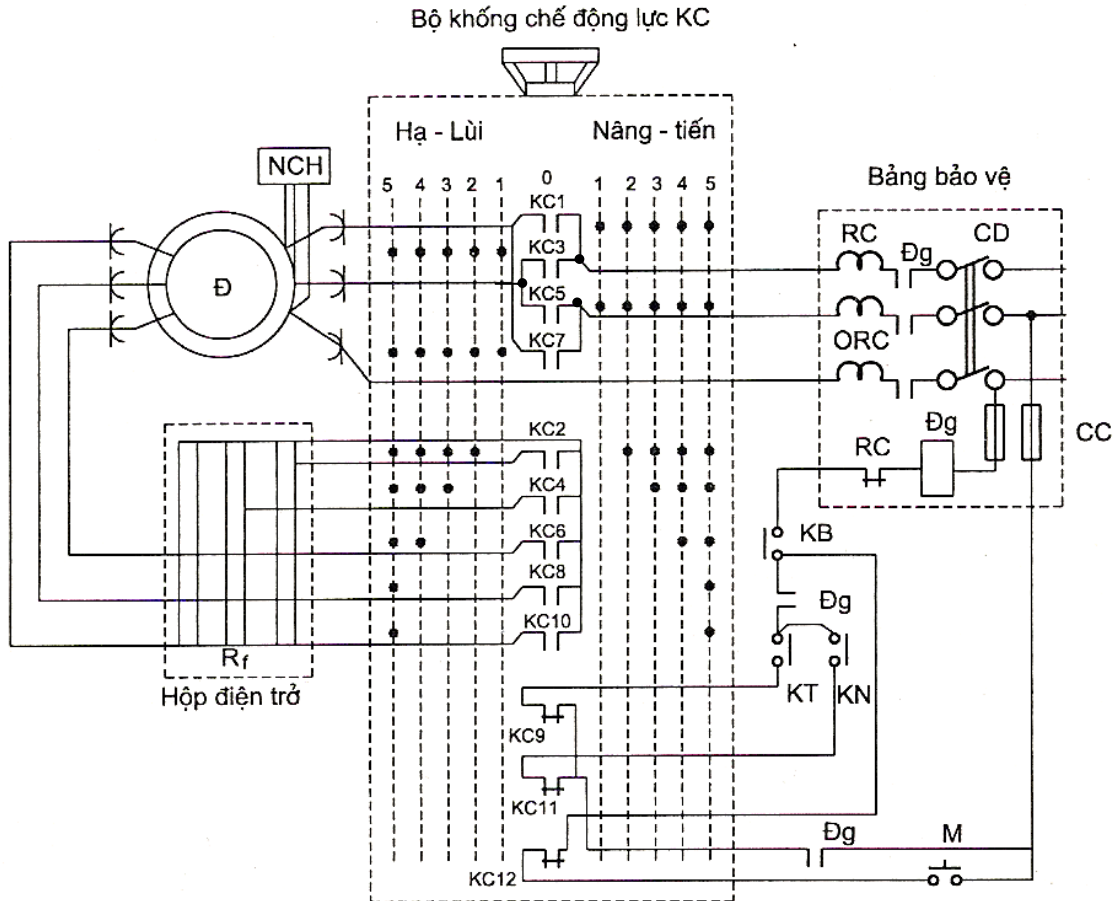 Bộ khống chế động lực KC
Hạ - Lùi
Nâng - tiến
NCH
5 4 3 2 1 0 1 2 3 4 5
KC1
Bảng bảo vệ
RC Đg CD
KC3
Đ
KC5
ORC
KC7
KC2
Đg
CC
RC
KC4
KC6
KB
KC8
Đg
KC10
Rf
KT KN
Hộp điện trở
KC9
KC11
Đg M
KC12